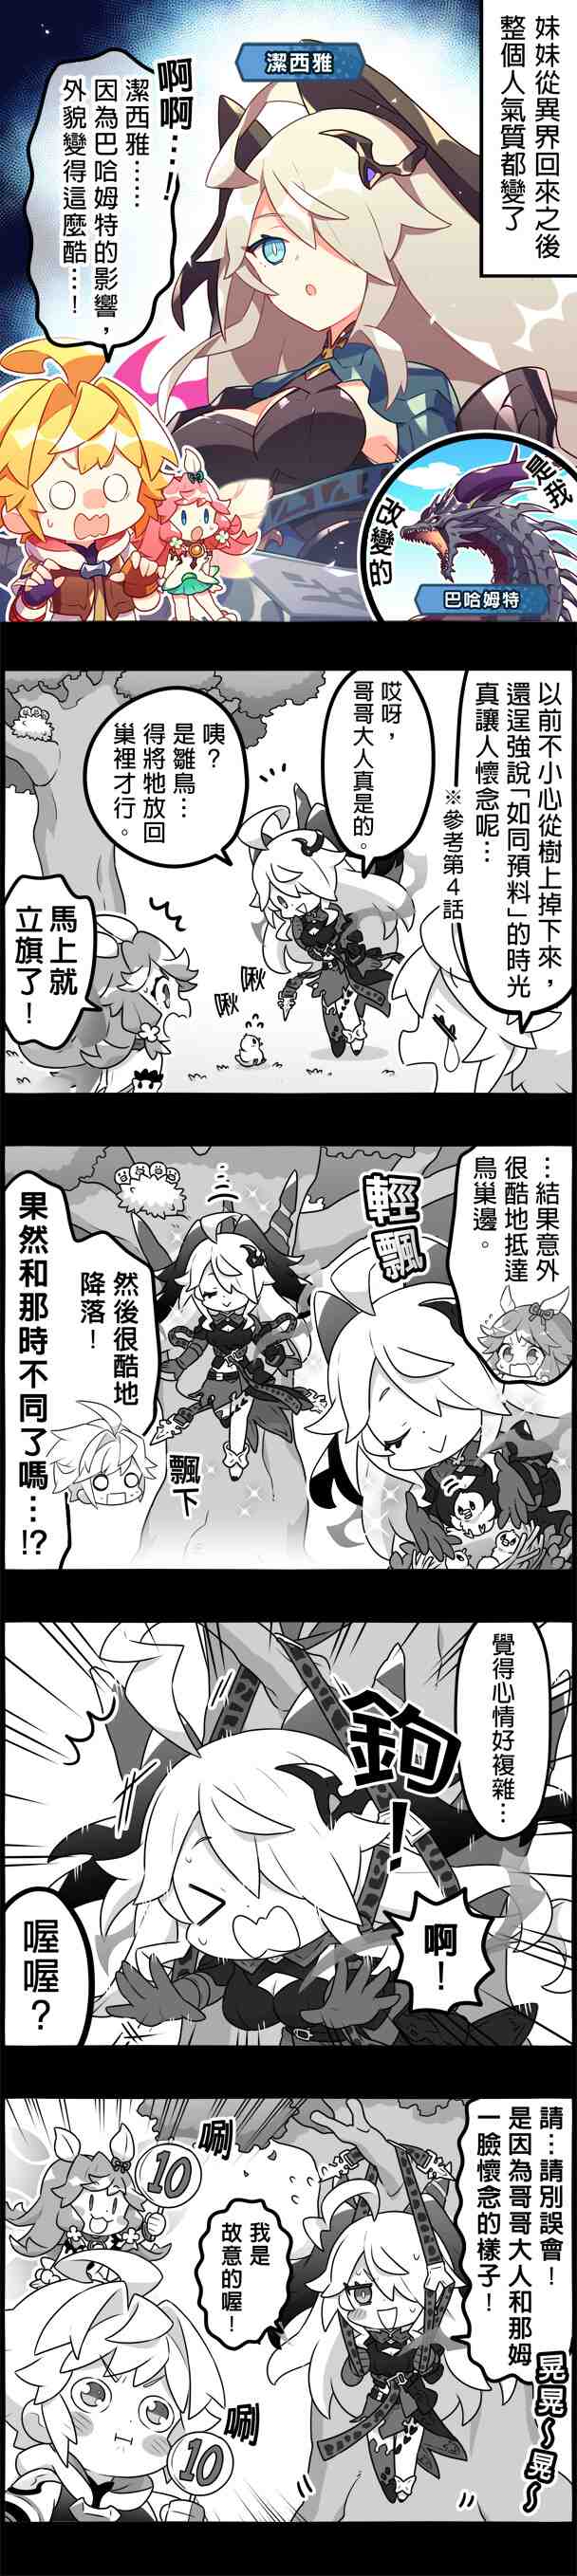 妹妹從異界回來之後
整個人氣質都變了
潔西雅
啊啊…！
潔西雅……
因為巴哈姆特的影響，
外貌變得這麼酷…！
是我
改變的
巴哈姆特
以前不小心從樹上掉下來，
還逞強說「如同預料」的時光
真讓人懷念呢…
※參考第4話
哎呀，
哥哥大人真是的。
咦？
是雛鳥…
得將牠放回
巢裡才行。
啾
啾
馬上就
立旗了！
…結果意外
很酷地抵達
鳥巢邊。
輕飄
飄下
然後很酷地
降落！
果然和那時不同了嗎…!?
覺得心情好複雜…
鉤！
啊！
喔喔？
請…請別誤會！
是因為哥哥大人和那姆
一臉懷念的樣子！
晃晃～晃～
我是
故意的喔！
唰
10
唰
10